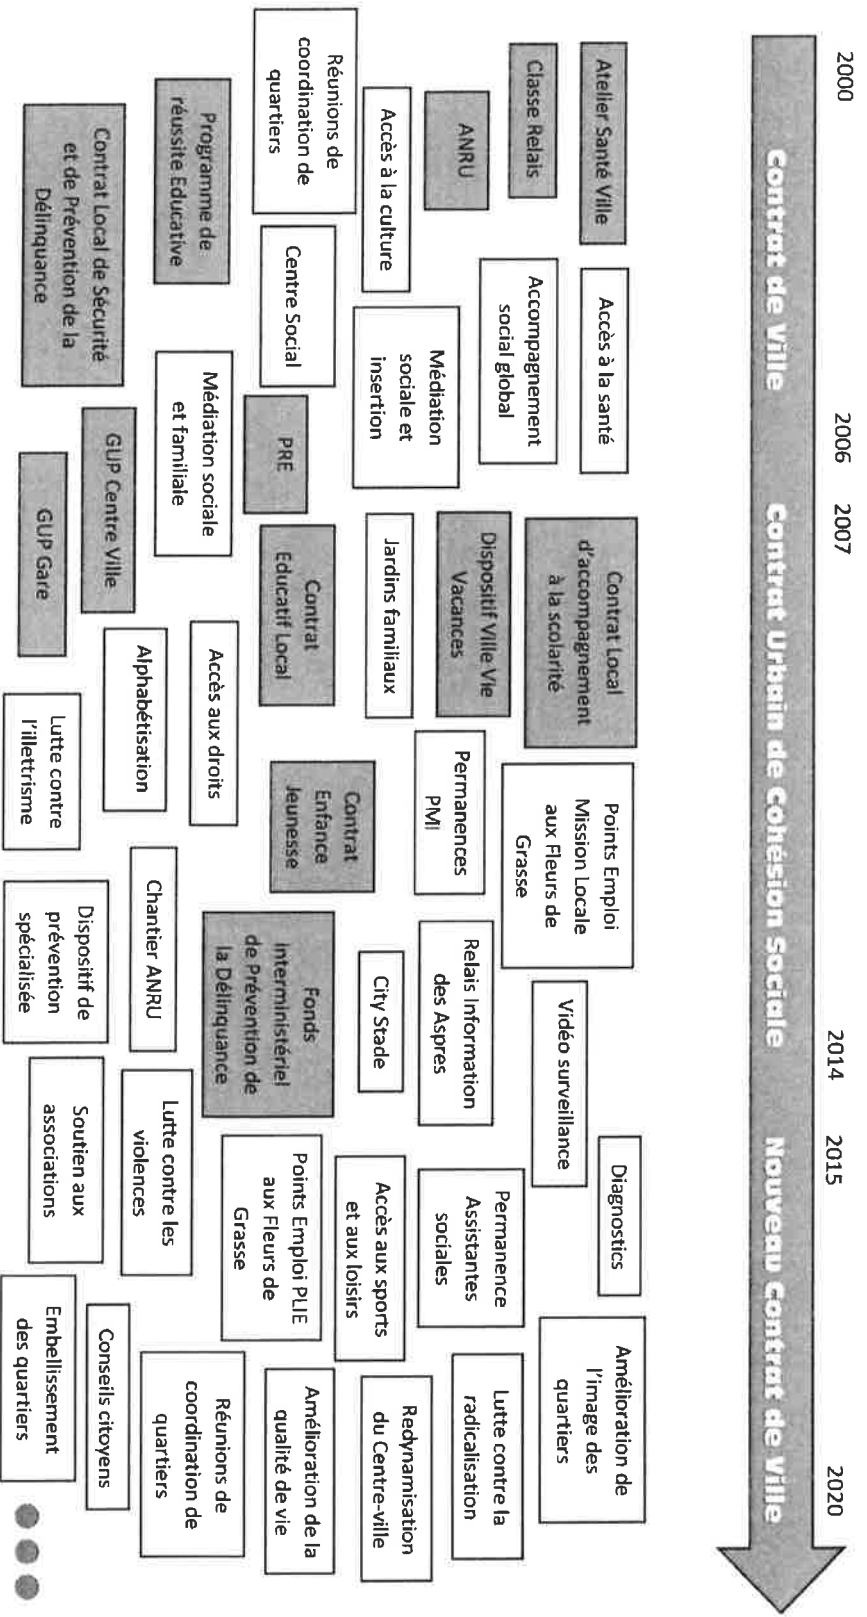 2000
2006
2007
2014
2015
2020
Contrat de Ville
Contrat Urbain de Cohésion Sociale
Nouveau Contrat de Ville
Atelier Santé Ville
Accès à la santé
Contrat Local
d'accompagnement
à la scolarité
Points Emploi
Mission Locale
aux Fleurs de
Grasse
Vidéo surveillance
Diagnostics
Amélioration de
l'image des
quartiers
Classe Relais
Accompagnement
social global
Dispositif Ville Vie
Vacances
Permanences
PMI
Relais Information
des Aspres
Permanence
Assistantes
sociales
Lutte contre la
radicalisation
ANRU
Médiation
sociale et
insertion
Jardins familiaux
City Stade
Accès aux sports
et aux loisirs
Redynamisation
du Centre-ville
Accès à la culture
Réunions de
coordination de
quartiers
Centre Social
PRE
Contrat
Educatif Local
Contrat
Enfance
Jeunesse
Fonds
interministériel
de Prévention de
la Délinquance
Points Emploi PLIE
aux Fleurs de
Grasse
Amélioration de la
qualité de vie
Programme de
réussite Educative
Médiation sociale
et familiale
Accès aux droits
Chantier ANRU
Lutte contre les
violences
Réunions de
coordination de
quartiers
Contrat Local de Sécurité
et de Prévention de la
Délinquance
GUP Centre Ville
Alphabétisation
Dispositif de
prévention
spécialisée
Soutien aux
associations
Conseils citoyens
GUP Gare
Lutte contre
l'illettrisme
Embellissement
des quartiers